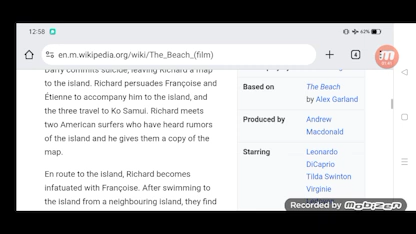 12:58
62%
en.m.wikipedia.org/wiki/The_Beach_(film)
4
Daffy commits suicide, leaving Richard a map
to the island. Richard persuades Françoise and
Étienne to accompany him to the island, and
the three travel to Ko Samui. Richard meets
two American surfers who have heard rumors
of the island and he gives them a copy of the
map.
En route to the island, Richard becomes
infatuated with Françoise. After swimming to
the island from a neighbouring island, they find
Based on
The Beach
by Alex Garland
Produced by
Andrew
Macdonald
Starring
Leonardo
DiCaprio
Tilda Swinton
Virginie
Recorded by Mobizen